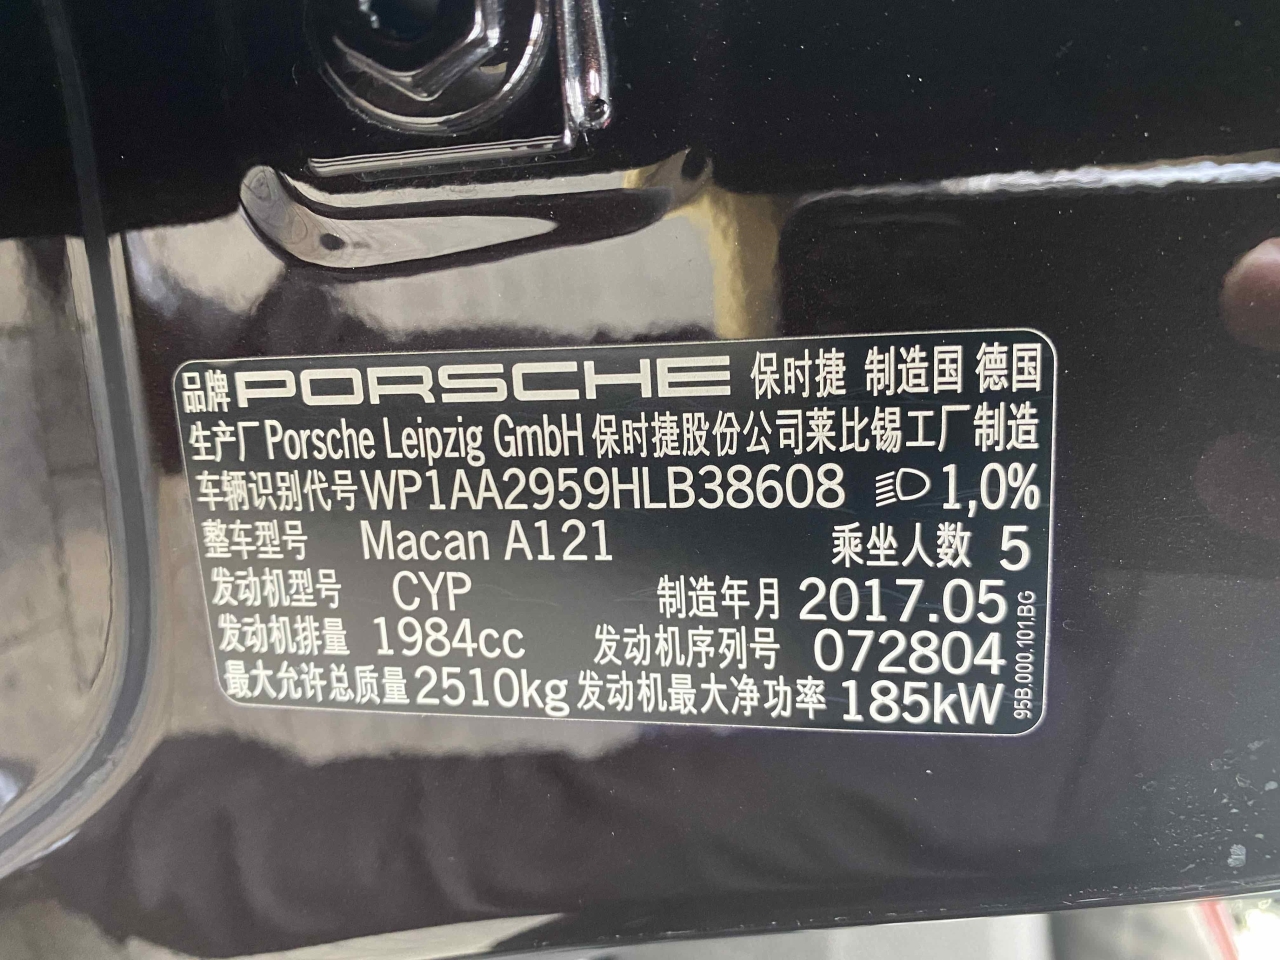 品牌 PORSCHE 保时捷 制造国 德国
生产厂 Porsche Leipzig GmbH 保时捷股份公司莱比锡工厂制造
车辆识别代号 WP1AA2959HLB38608 1,0%
整车型号 Macan A121 乘坐人数 5
发动机型号 CYP 制造年月 2017.05
发动机排量 1984cc 发动机序列号 072804
最大允许总质量 2510kg 发动机最大净功率 185kW
95B.000.101.BG